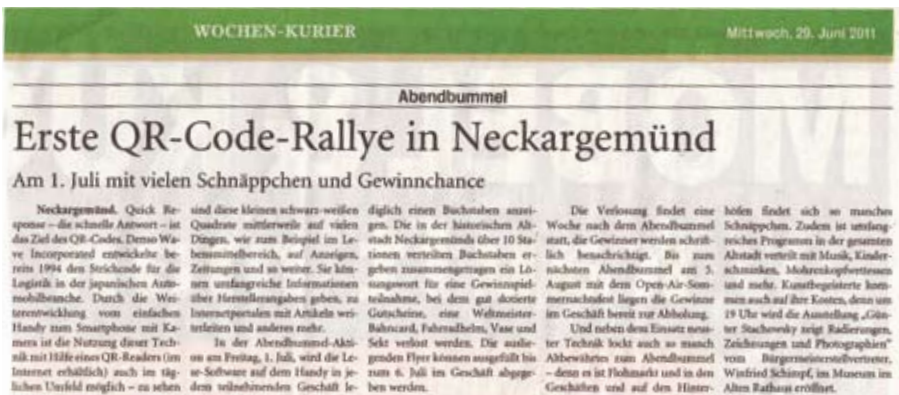 WOCHEN-KURIER
Mittwoch, 29. Juni 2011
Abendbummel
Erste QR-Code-Rallye in Neckargemünd
Am 1. Juli mit vielen Schnäppchen und Gewinnchance
Neckargemünd. Quick Re-
sponse – die schnelle Antwort – ist
das Ziel des QR-Codes. Denso Wa-
ve Incorporated entwickelte be-
reits 1994 den Strichcode für die
Logistik in der japanischen Auto-
mobilbranche. Durch die Wei-
terentwicklung vom einfachen
Handy zum Smartphone mit Ka-
mera ist die Nutzung dieser Tech-
nik mit Hilfe eines QR-Readers (im
Internet erhältlich) auch im täg-
lichen Umfeld möglich – zu sehen
sind diese kleinen schwarz-weißen
Quadrate mittlerweile auf vielen
Dingen, wie zum Beispiel im Le-
bensmittelbereich, auf Anzeigen,
Zeitungen und so weiter. Sie kön-
nen umfangreiche Informationen
über Herstellerangaben geben, zu
Internetportalen mit Artikeln wei-
terleiten und anderes mehr.
In der Abendbummel-Akti-
on am Freitag, 1. Juli, wird die Le-
se-Software auf dem Handy in je-
dem teilnehmenden Geschäft le-
diglich einen Buchstaben anzei-
gen. Die in der historischen Alt-
stadt Neckargemünds über 10 Sta-
tionen verteilten Buchstaben er-
geben zusammengetragen ein Lö-
sungswort für eine Gewinnspiel-
teilnahme, bei dem gut dotierte
Gutscheine, eine Weltmeister-
Bahncard, Fahrradhelm, Vase und
Sekt verlost werden. Die auslie-
genden Flyer können ausgefüllt bis
zum 6. Juli im Geschäft abgege-
ben werden.
Die Verlosung findet eine
Woche nach dem Abendbummel
statt, die Gewinner werden schrift-
lich benachrichtigt. Bis zum
nächsten Abendbummel am 5.
August mit dem Open-Air-Som-
mernachtsfest liegen die Gewinne
im Geschäft bereit zur Abholung.
Und neben dem Einsatz neus-
ter Technik lockt auch so manch
Altbewährtes zum Abendbummel
– denn es ist Flohmarkt und in den
Geschäften und auf den Hinter-
höfen findet sich so manches
Schnäppchen. Zudem ist umfang-
reiches Programm in der gesamten
Altstadt verteilt mit Musik, Kinder-
schminken, Mohrenkopfwettessen
und mehr. Kunstbegeisterte kom-
men auch auf ihre Kosten, denn um
19 Uhr wird die Ausstellung „Gün-
ter Stachowsky zeigt Radierungen,
Zeichnungen und Photographien"
vom Bürgermeisterstellvertreter,
Winfried Schimpf, im Museum im
Alten Rathaus eröffnet.